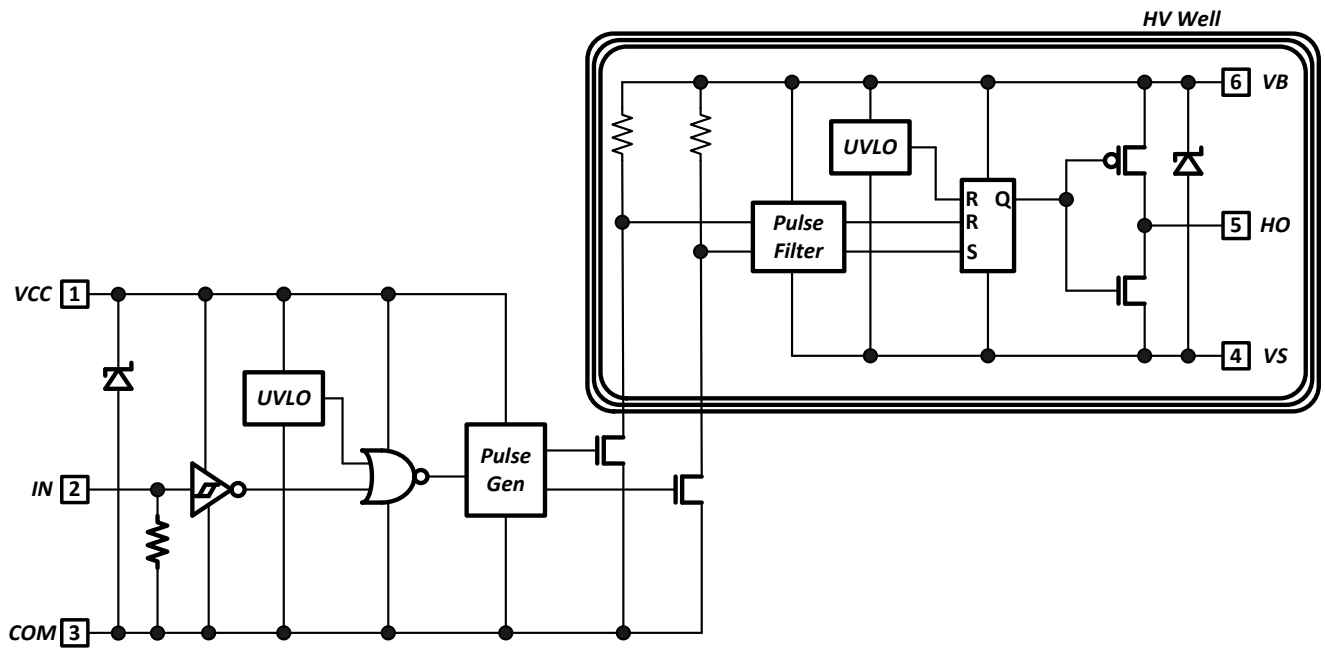 HV Well
6 VB
UVLO
R Q
R
S
Pulse
Filter
5 HO
VCC 1
4 VS
UVLO
Pulse
Gen
IN 2
COM 3